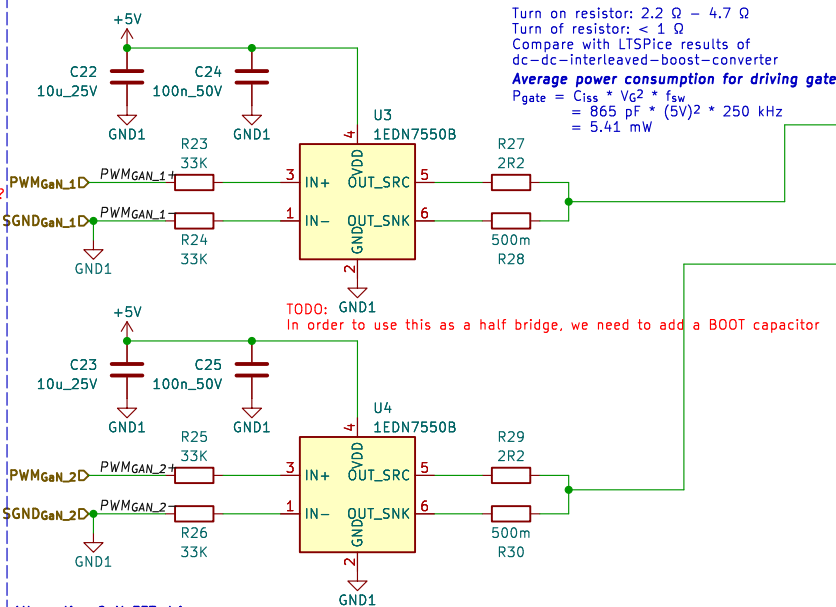 Turn on resistor: 2.2 Ω − 4.7 Ω
Turn of resistor: < 1 Ω
Compare with LTSPice results of
dc−dc−interleaved−boost−converter
Average power consumption for driving gate
Pgate = Ciss * VG² * fsw
= 865 pF * (5V)² * 250 kHz
= 5.41 mW
+5V
C22
10u_25V
C24
100n_50V
GND1
GND1
U3
1EDN7550B
R23
33K
R27
2R2
PWMGaN_1
PWMGAN_1+
3
IN+
4
VDD
OUT_SRC
5
?
SGNDGaN_1
PWMGAN_1−
1
IN−
GND
2
OUT_SNK
6
R24
33K
500m
R28
GND1
GND1
TODO:
In order to use this as a half bridge, we need to add a BOOT capacitor
+5V
C23
10u_25V
C25
100n_50V
GND1
GND1
U4
1EDN7550B
R25
33K
R29
2R2
PWMGaN_2
PWMGAN_2+
3
IN+
4
VDD
OUT_SRC
5
SGNDGaN_2
PWMGAN_2−
1
IN−
GND
2
OUT_SNK
6
R26
33K
500m
R30
GND1
GND1